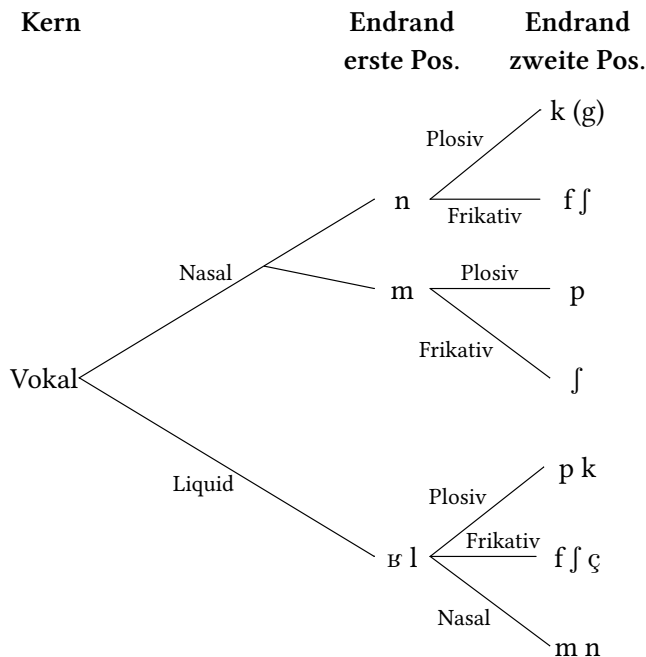 Kern
Endrand
erste Pos.
Endrand
zweite Pos.
k (g)
Plosiv
n
Frikativ
f ʃ
Nasal
m
Plosiv
p
Frikativ
Vokal
ʃ
Liquid
p k
Plosiv
ʁ l
Frikativ
f ʃ ç
Nasal
m n